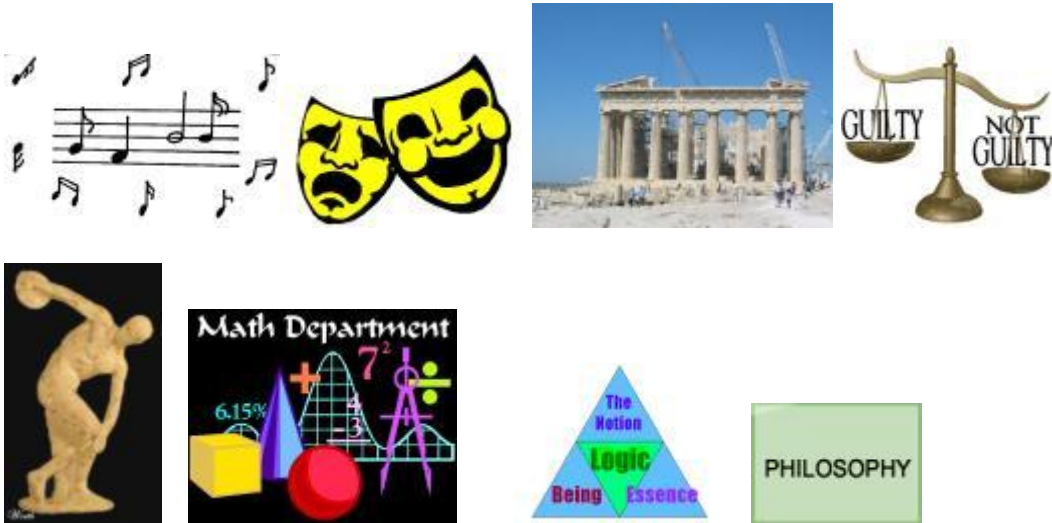 GUILTY
NOT
GUILTY
Math Department
7²
6.15%
4
-3
The
Notion
Logic
Being Essence
PHILOSOPHY